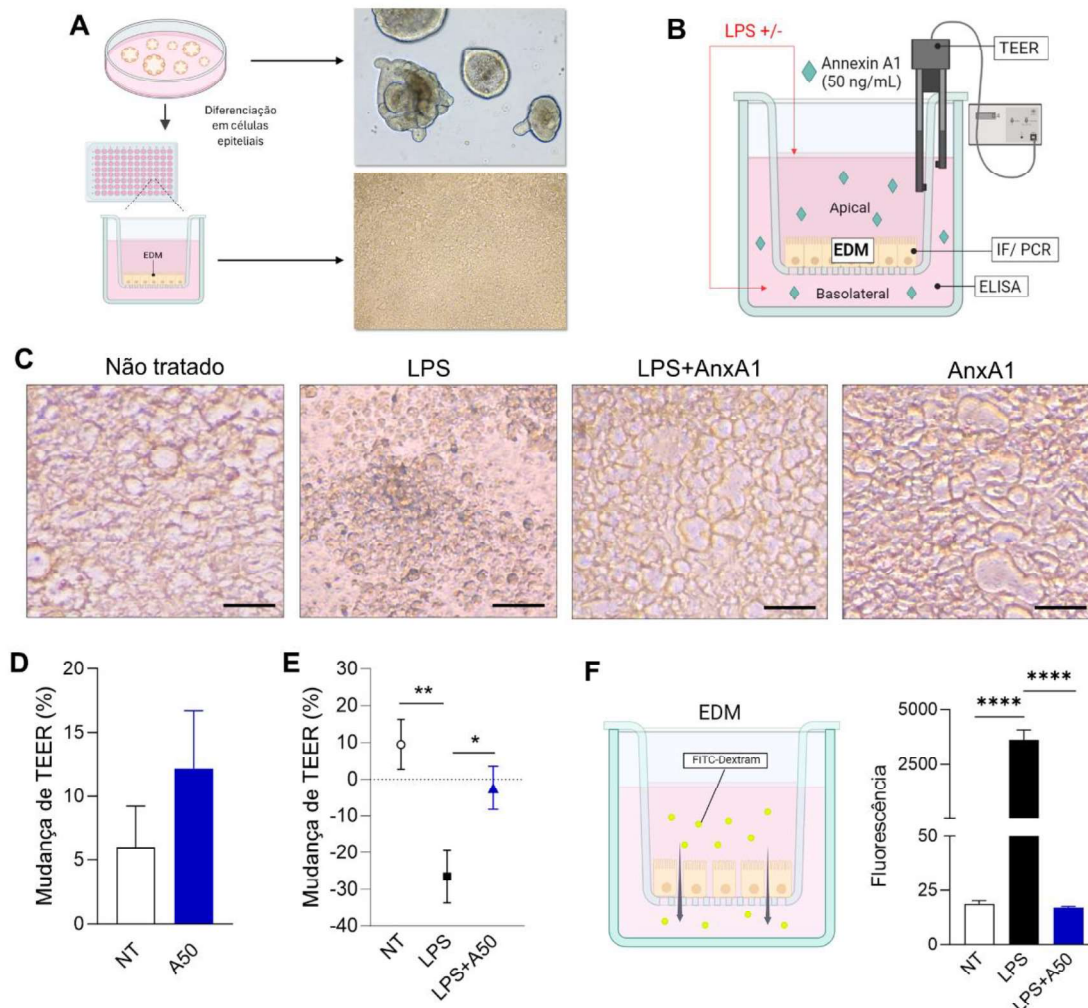 A
Diferenciação
em células
epiteliais
EDM
B
LPS +/-
Annexin A1
(50 ng/mL)
TEER
Apical
EDM
IF/ PCR
Basolateral
ELISA
C
Não tratado
LPS
LPS+AnxA1
AnxA1
D
Mudança de TEER (%)
20
15
10
5
0
NT
A50
E
Mudança de TEER (%)
30
20
10
0
-10
-20
-30
-40
**
*
NT
LPS
LPS+A50
F
EDM
FITC-Dextram
Fluorescência
5000
2500
50
25
0
****
****
NT
LPS
LPS+A50